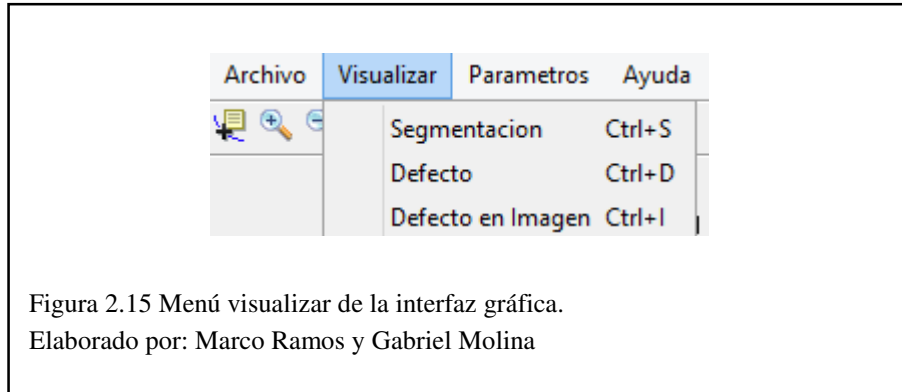 Archivo Visualizar Parametros Ayuda
Segmentacion Ctrl+S
Defecto Ctrl+D
Defecto en Imagen Ctrl+I
Figura 2.15 Menú visualizar de la interfaz gráfica.
Elaborado por: Marco Ramos y Gabriel Molina